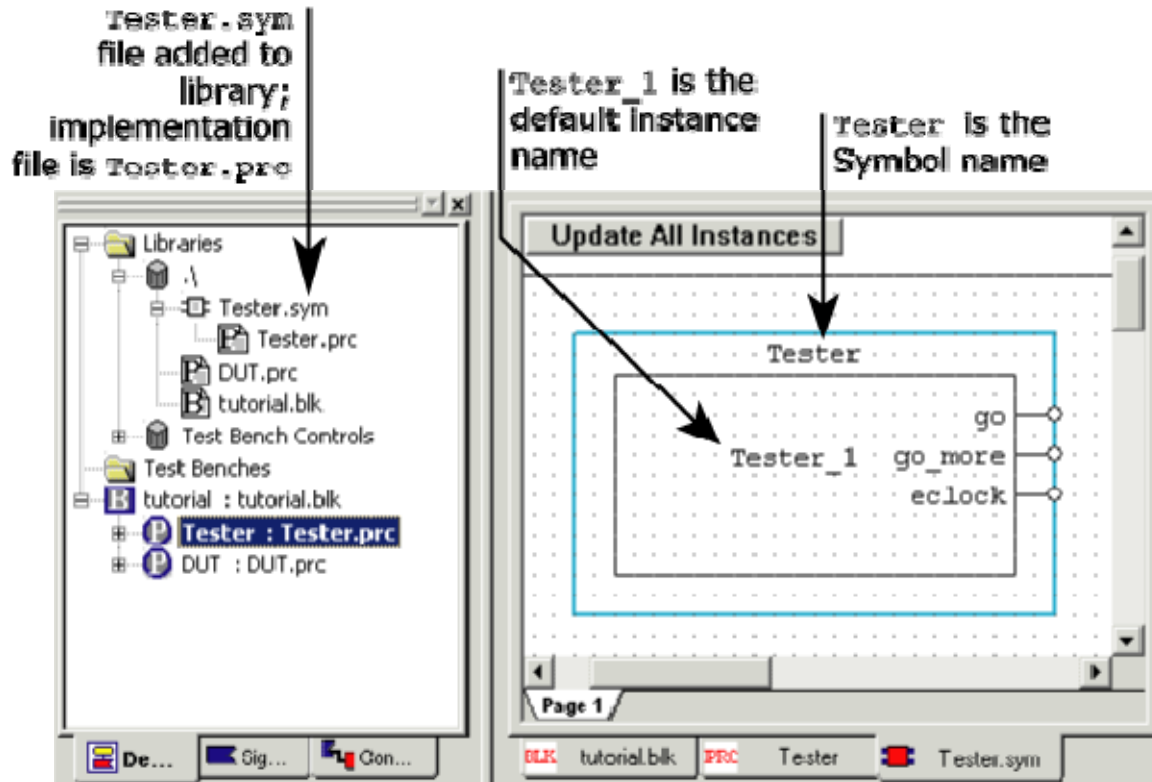 Tester.sym
file added to
library;
implementation
file is Tester.prc
Tester_1 is the
default instance
name
Tester is the
Symbol name
Libraries
.\
Tester.sym
Tester.prc
DUT.prc
tutorial.blk
Test Bench Controls
Test Benches
tutorial : tutorial.blk
Tester : Tester.prc
DUT : DUT.prc
De...
Sig...
Con...
Update All Instances
Tester
Tester_1
go
go_more
eclock
Page 1
BLK tutorial.blk
PRC Tester
Tester.sym